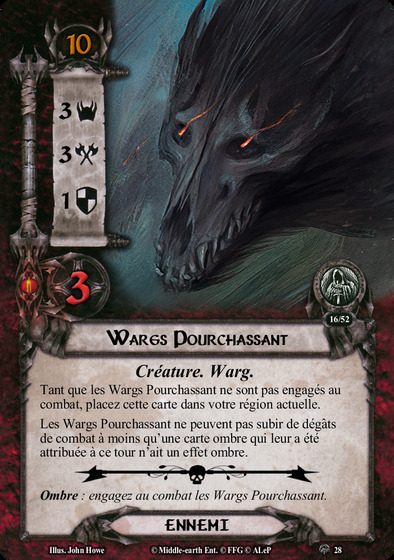 10
3
3
1
3
16/52
Wargs Pourchassant
Créature. Warg.
Tant que les Wargs Pourchassant ne sont pas engagés au
combat, placez cette carte dans votre région actuelle.
Les Wargs Pourchassant ne peuvent pas subir de dégâts
de combat à moins qu'une carte ombre qui leur a été
attribuée à ce tour n'ait un effet ombre.
Ombre : engagez au combat les Wargs Pourchassant.
ENNEMI
Illus. John Howe ©Middle-earth Ent. © FFG © ALeP 28